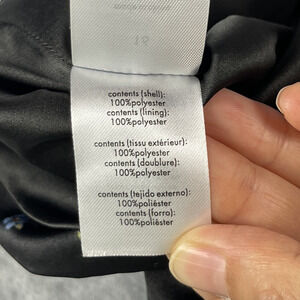 contents (shell):
100%polyester
contents (lining):
100%polyester
contents (tissu extérieur):
100%polyester
contents (doublure):
100%polyester
contents (tejido externo):
100%poliéster
contents (forro):
100%poliéster